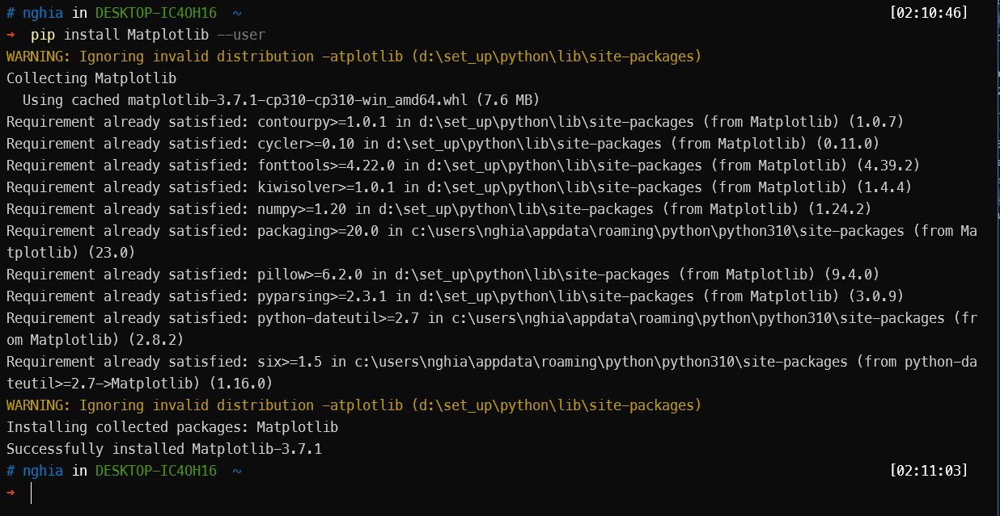 # nghia in DESKTOP-IC4OH16 ~ [02:10:46]
→ pip install Matplotlib --user
WARNING: Ignoring invalid distribution -atplotlib (d:\set_up\python\lib\site-packages)
Collecting Matplotlib
  Using cached matplotlib-3.7.1-cp310-cp310-win_amd64.whl (7.6 MB)
Requirement already satisfied: contourpy>=1.0.1 in d:\set_up\python\lib\site-packages (from Matplotlib) (1.0.7)
Requirement already satisfied: cycler>=0.10 in d:\set_up\python\lib\site-packages (from Matplotlib) (0.11.0)
Requirement already satisfied: fonttools>=4.22.0 in d:\set_up\python\lib\site-packages (from Matplotlib) (4.39.2)
Requirement already satisfied: kiwisolver>=1.0.1 in d:\set_up\python\lib\site-packages (from Matplotlib) (1.4.4)
Requirement already satisfied: numpy>=1.20 in d:\set_up\python\lib\site-packages (from Matplotlib) (1.24.2)
Requirement already satisfied: packaging>=20.0 in c:\users\nghia\appdata\roaming\python\python310\site-packages (from Ma
tplotlib) (23.0)
Requirement already satisfied: pillow>=6.2.0 in d:\set_up\python\lib\site-packages (from Matplotlib) (9.4.0)
Requirement already satisfied: pyparsing>=2.3.1 in d:\set_up\python\lib\site-packages (from Matplotlib) (3.0.9)
Requirement already satisfied: python-dateutil>=2.7 in c:\users\nghia\appdata\roaming\python\python310\site-packages (fr
om Matplotlib) (2.8.2)
Requirement already satisfied: six>=1.5 in c:\users\nghia\appdata\roaming\python\python310\site-packages (from python-da
teutil>=2.7->Matplotlib) (1.16.0)
WARNING: Ignoring invalid distribution -atplotlib (d:\set_up\python\lib\site-packages)
Installing collected packages: Matplotlib
Successfully installed Matplotlib-3.7.1
# nghia in DESKTOP-IC4OH16 ~ [02:11:03]
→